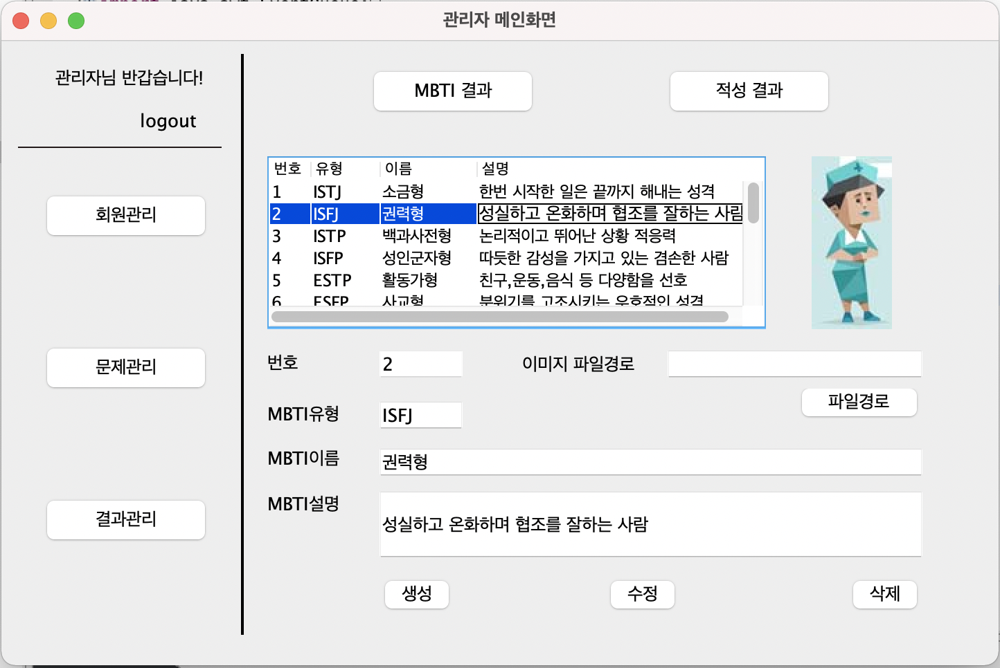 관리자 메인화면
관리자님 반갑습니다!
logout
회원관리
문제관리
결과관리
MBTI 결과
적성 결과
번호 유형 이름 설명
1 ISTJ 소금형 한번 시작한 일은 끝까지 해내는 성격
2 ISFJ 권력형 성실하고 온화하며 협조를 잘하는 사람
3 ISTP 백과사전형 논리적이고 뛰어난 상황 적응력
4 ISFP 성인군자형 따듯한 감성을 가지고 있는 겸손한 사람
5 ESTP 활동가형 친구,운동,음식 등 다양함을 선호
6 ESFP 사교형 분위기를 고조시키는 우호적인 성격
번호 2 이미지 파일경로
파일경로
MBTI유형 ISFJ
MBTI이름 권력형
MBTI설명 성실하고 온화하며 협조를 잘하는 사람
생성 수정 삭제